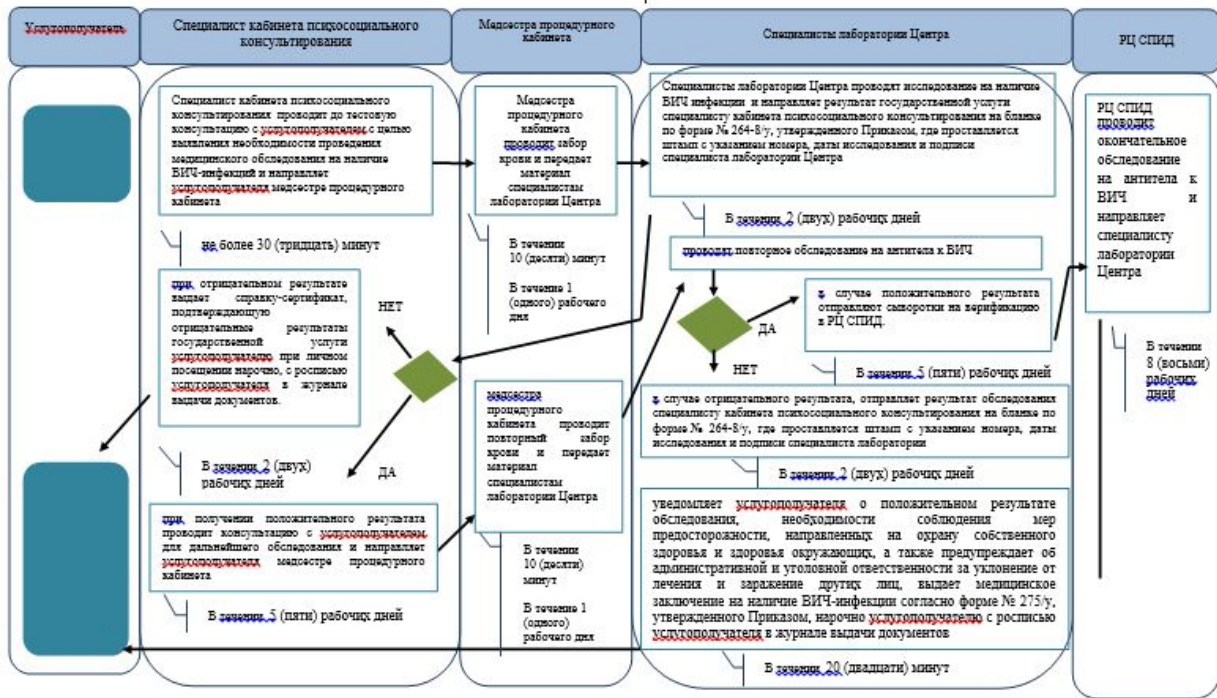 Услугополучатель
Специалист кабинета психосоциального
консультирования
Медсестра процедурного
кабинета
Специалисты лаборатории Центра
РЦ СПИД
Специалист кабинета психосоциального
консультирования проводит до тестовую
консультацию с услугополучателем с целью
выявления необходимости проведения
медицинского обследования на наличие
ВИЧ-инфекций и направляет
услугополучателя медсестре процедурного
кабинета
не более 30 (тридцать) минут
при отрицательном результате
выдает справку-сертификат,
подтверждающую
отрицательные результаты
государственной услуги
услугополучателю при личном
посещении нарочно, с росписью
услугополучателя в журнале
выдачи документов.
НЕТ
В течении 2 (двух)
рабочих дней
ДА
при получении положительного результата
проводит консультацию с услугополучателем
для дальнейшего обследования и направляет
услугополучателя медсестре процедурного
кабинета
В течении 5 (пяти) рабочих дней
Медсестра
процедурного
кабинета
проводит забор
крови и передает
материал
специалистам
лаборатории Центра
В течении
10 (десяти) минут
В течение 1
(одного) рабочего
дня
медсестра
процедурного
кабинета проводит
повторный забор
крови и передает
материал
специалистам
лаборатории Центра
В течении
10 (десяти)
минут
В течение 1
(одного)
рабочего дня
Специалисты лаборатории Центра проводят исследование на наличие
ВИЧ инфекции и направляет результат государственной услуги
специалисту кабинета психосоциального консультирования на бланке
по форме № 264-8/у, утвержденного Приказом, где проставляется
штамп с указанием номера, даты исследования и подписи
специалиста лаборатории Центра
В течении 2 (двух) рабочих дней
проводят повторное обследование на антитела к ВИЧ
ДА
в случае положительного результата
отправляют сыворотки на верификацию
в РЦ СПИД.
НЕТ
В течении 5 (пяти) рабочих дней
в случае отрицательного результата, отправляет результат обследования
специалисту кабинета психосоциального консультирования на бланке по
форме № 264-8/у, где проставляется штамп с указанием номера, даты
исследования и подписи специалиста лаборатории
В течении 2 (двух) рабочих дней
уведомляет услугополучателя о положительном результате
обследования, необходимости соблюдения мер
предосторожности, направленных на охрану собственного
здоровья и здоровья окружающих, а также предупреждает об
административной и уголовной ответственности за уклонение от
лечения и заражение других лиц, выдает медицинское
заключение на наличие ВИЧ-инфекции согласно форме № 275/у,
утвержденного Приказом, нарочно услугополучателю с росписью
услугополучателя в журнале выдачи документов
В течении 20 (двадцати) минут
РЦ СПИД
проводит
окончательное
обследование
на антитела к
ВИЧ и
направляет
специалисту
лаборатории
Центра
В течении
8 (восьми)
рабочих
дней